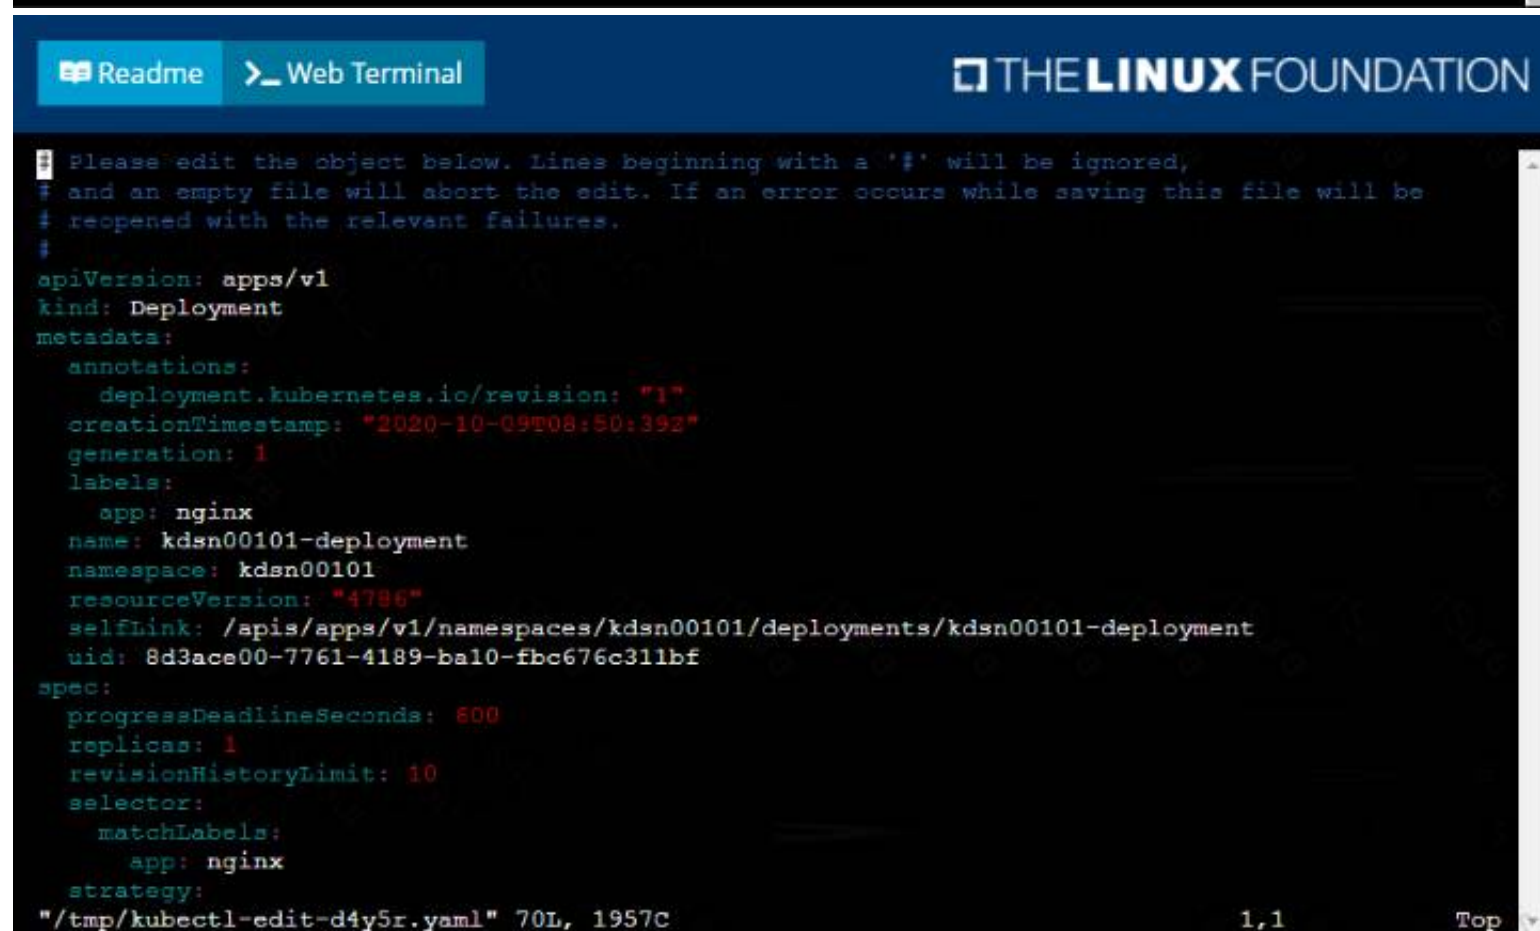 Readme
>_ Web Terminal
THE LINUX FOUNDATION
# Please edit the object below. Lines beginning with a '#' will be ignored,
# and an empty file will abort the edit. If an error occurs while saving this file will be
# reopened with the relevant failures.
#
apiVersion: apps/v1
kind: Deployment
metadata:
  annotations:
    deployment.kubernetes.io/revision: "1"
  creationTimestamp: "2020-10-09T08:50:39Z"
  generation: 1
  labels:
    app: nginx
  name: kdsn00101-deployment
  namespace: kdsn00101
  resourceVersion: "4786"
  selfLink: /apis/apps/v1/namespaces/kdsn00101/deployments/kdsn00101-deployment
  uid: 8d3ace00-7761-4189-ba10-fbc676c311bf
spec:
  progressDeadlineSeconds: 600
  replicas: 1
  revisionHistoryLimit: 10
  selector:
    matchLabels:
      app: nginx
  strategy:
"/tmp/kubectl-edit-d4y5r.yaml" 70L, 1957C 1,1 Top